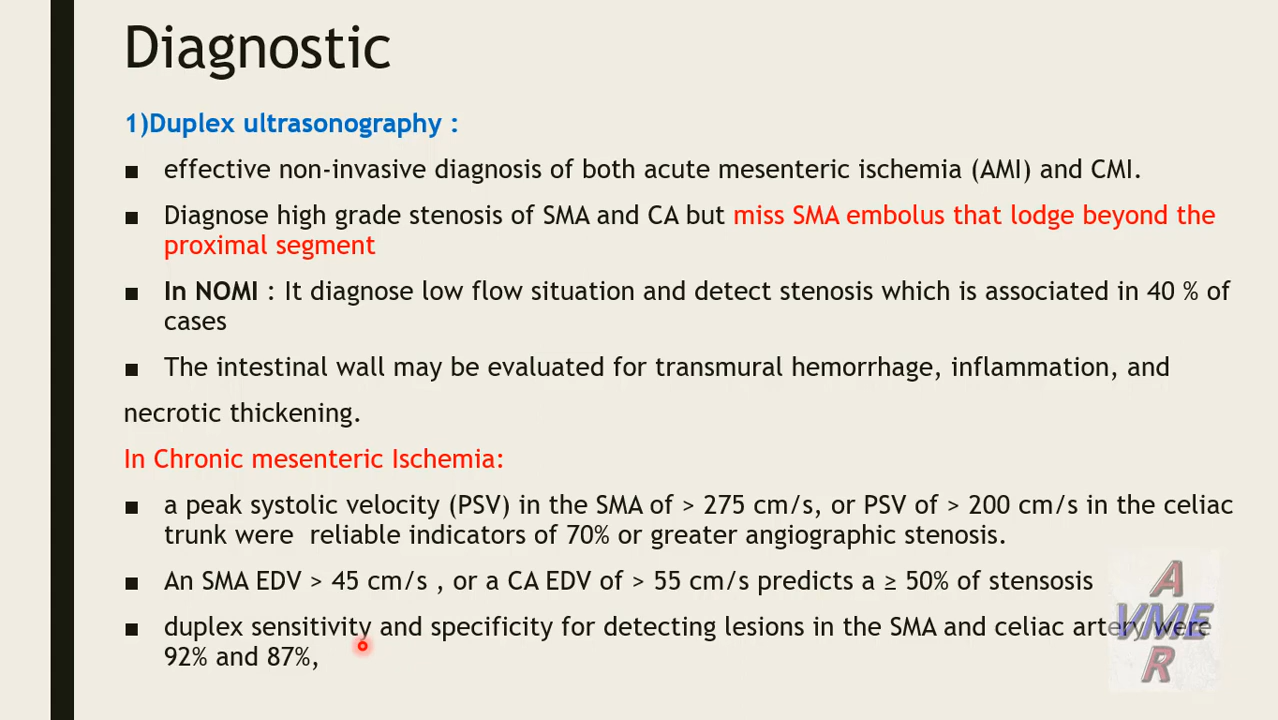 Diagnostic
1)Duplex ultrasonography :
■ effective non-invasive diagnosis of both acute mesenteric ischemia (AMI) and CMI.
■ Diagnose high grade stenosis of SMA and CA but miss SMA embolus that lodge beyond the
proximal segment
■ In NOMI : It diagnose low flow situation and detect stenosis which is associated in 40 % of
cases
■ The intestinal wall may be evaluated for transmural hemorrhage, inflammation, and
necrotic thickening.
In Chronic mesenteric Ischemia:
■ a peak systolic velocity (PSV) in the SMA of > 275 cm/s, or PSV of > 200 cm/s in the celiac
trunk were reliable indicators of 70% or greater angiographic stenosis.
■ An SMA EDV > 45 cm/s , or a CA EDV of > 55 cm/s predicts a ≥ 50% of stensosis
■ duplex sensitivity and specificity for detecting lesions in the SMA and celiac artery were
92% and 87%,
A
VMER
R